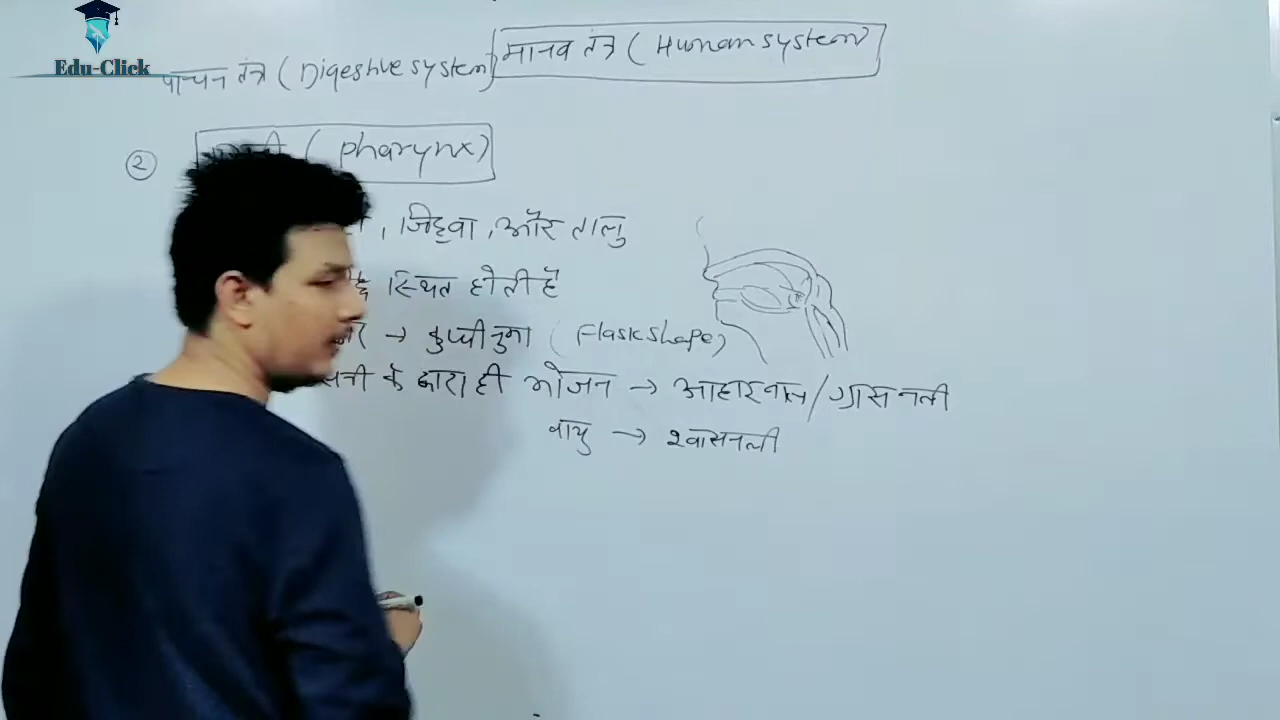 Edu-Click
मानव तंत्र (Human system)
पाचन तंत्र (Digestive system)
② (pharynx)
, जिह्वा, और तालु
स्थित होती है
→ कुप्पीनुमा (Flask shape)
के द्वारा ही भोजन → आहारनाल/ग्रासनली
वायु → श्वासनली